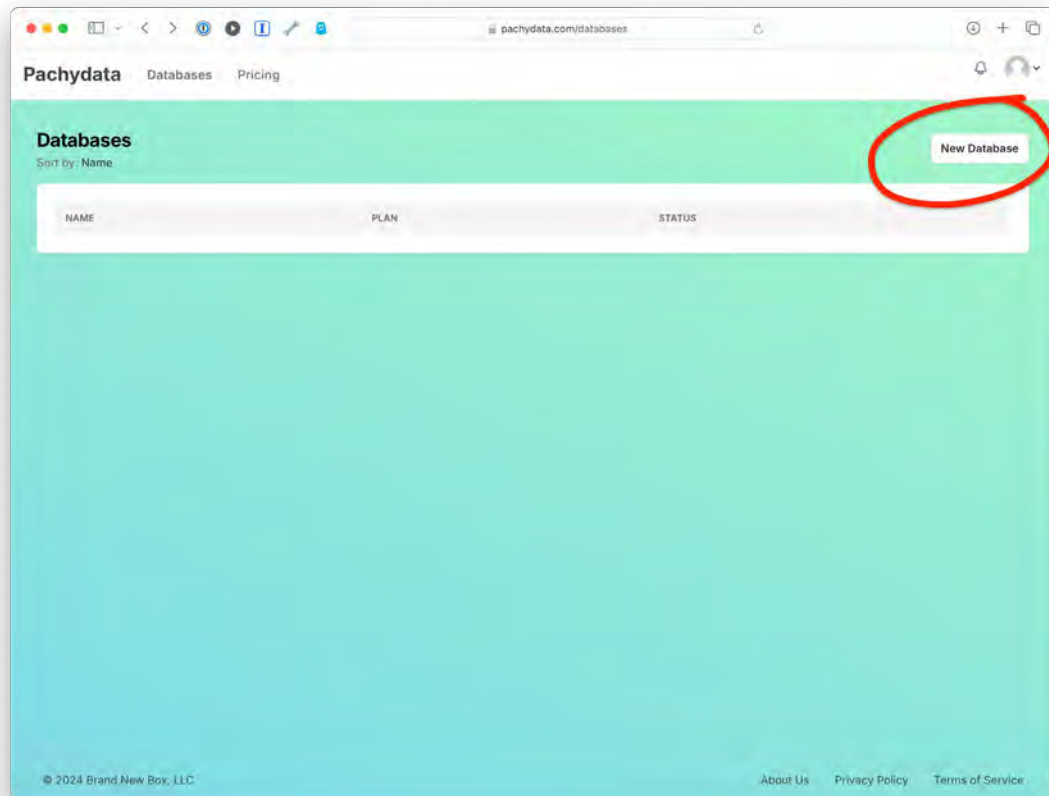 pachydata.com/databases
Pachydata Databases Pricing
Databases
New Database
Sort by: Name
NAME PLAN STATUS
© 2024 Brand New Box, LLC About Us Privacy Policy Terms of Service